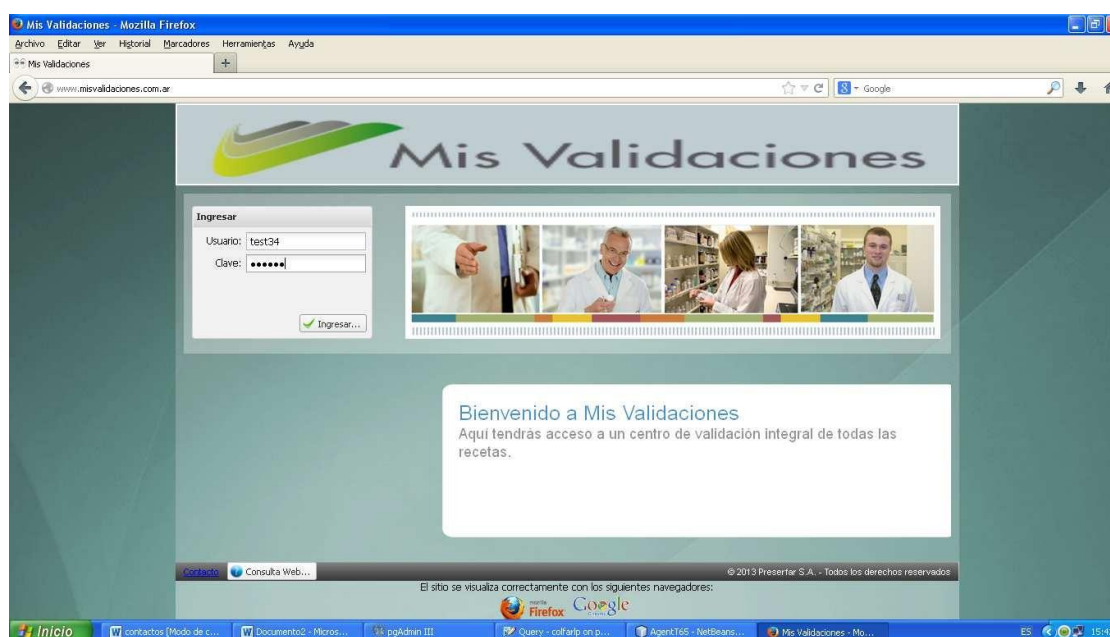 Mis Validaciones - Mozilla Firefox
Archivo Editar Ver Historial Marcadores Herramientas Ayuda
Mis Validaciones
www.misvalidaciones.com.ar
Google
Mis Validaciones
Ingresar
Usuario: test34
Clave: ••••••
Ingresar...
Bienvenido a Mis Validaciones
Aquí tendrás acceso a un centro de validación integral de todas las
recetas.
Contacto Consulta Web... © 2013 Preserfar S.A. - Todos los derechos reservados
El sitio se visualiza correctamente con los siguientes navegadores:
Firefox Google
Inicio contactos [Modo de c... Documento2 - Micros... pgAdmin III Query - colfarlp on p... AgentT65 - NetBeans... Mis Validaciones - Mo... ES